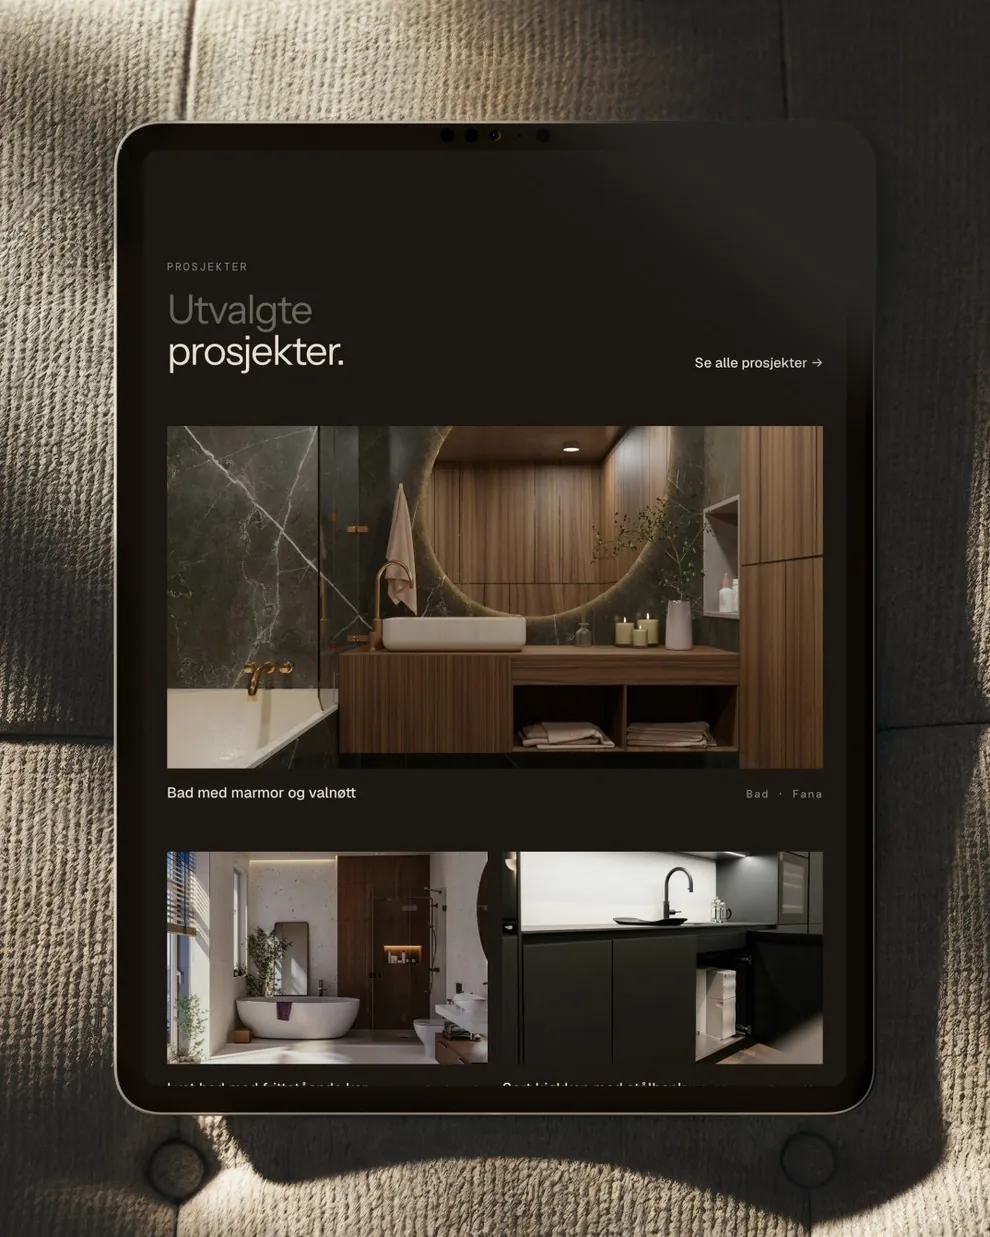 PROSJEKTER
Utvalgte
prosjekter.
Se alle prosjekter →
Bad med marmor og valnøtt
Bad · Fana